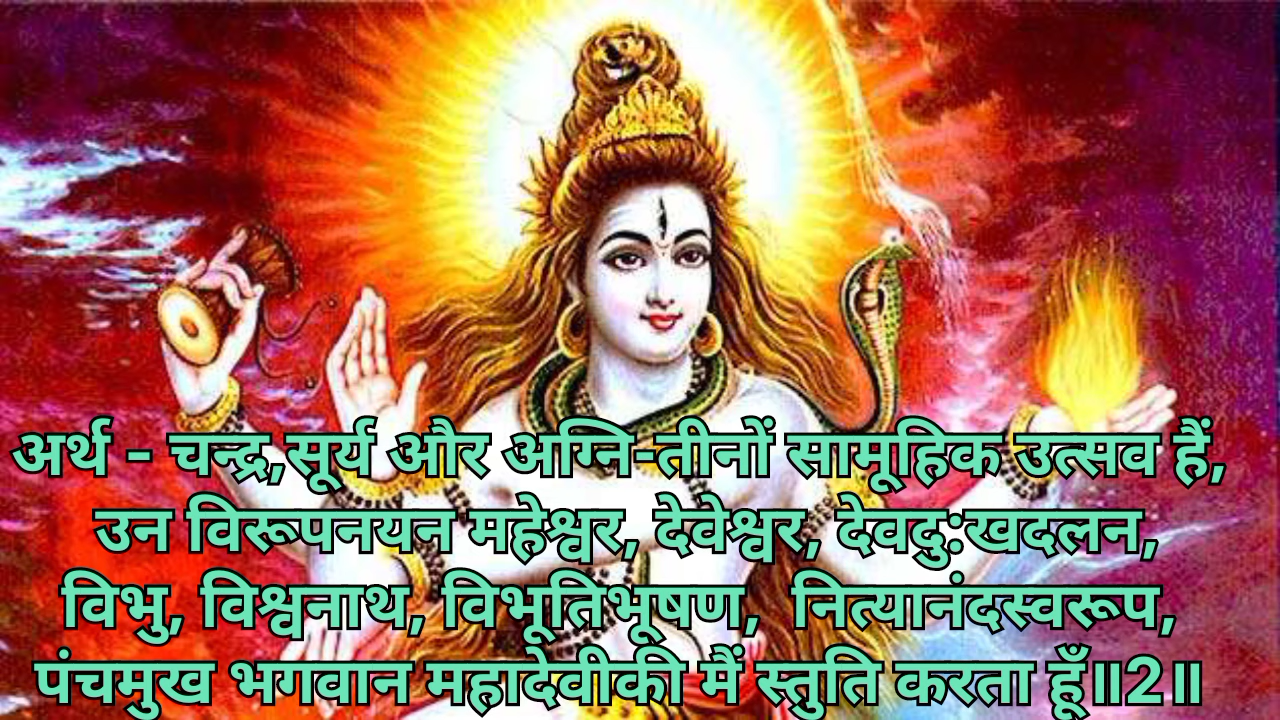 अर्थ - चन्द्र,सूर्य और अग्नि-तीनों सामूहिक उत्सव हैं,
उन विरूपनयन महेश्वर, देवेश्वर, देवदु:खदलन,
विभु, विश्वनाथ, विभूतिभूषण, नित्यानंदस्वरूप,
पंचमुख भगवान महादेवीकी मैं स्तुति करता हूँ॥2॥